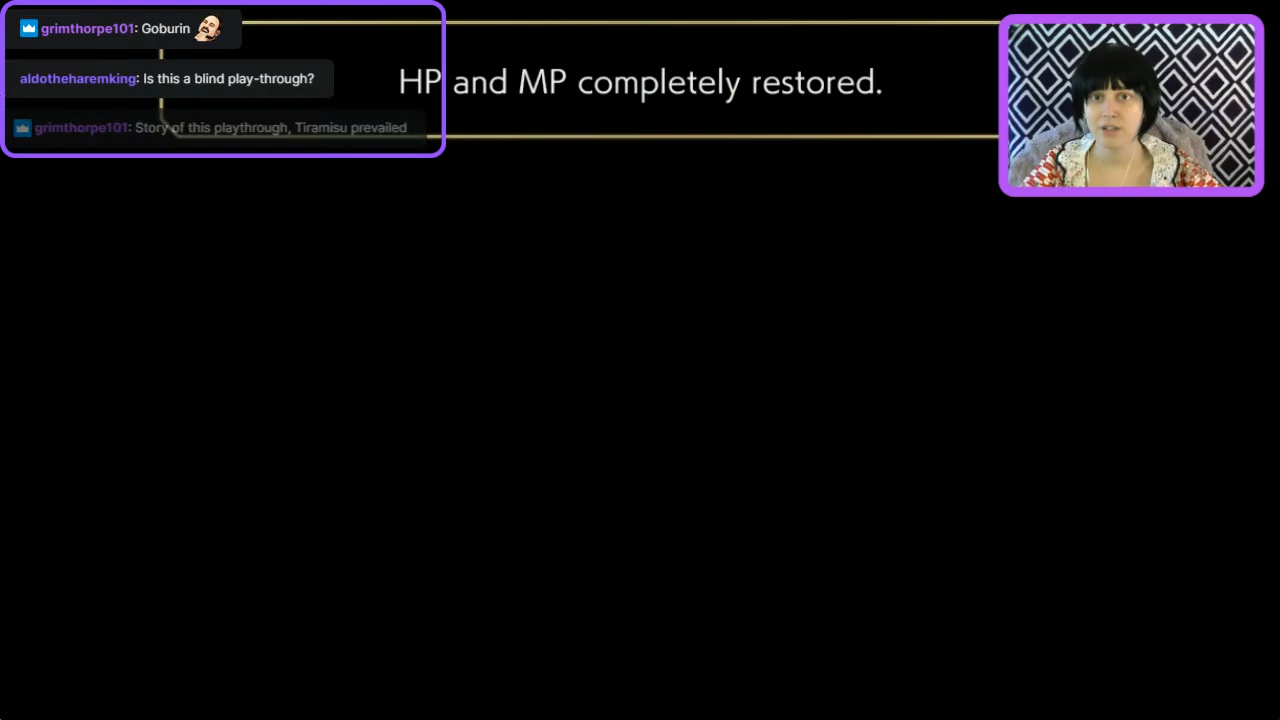 grimthorpe101: Goburin
aldotheharemking: Is this a blind play-through?
grimthorpe101: Story of this playthrough, Tiramisu prevailed
HP and MP completely restored.